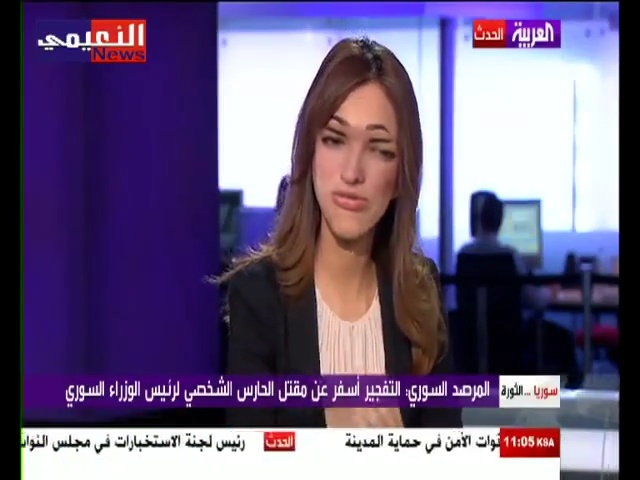 النعيمي
News
العربية
الحدث
سوريا ... الثورة
المرصد السوري: التفجير أسفر عن مقتل الحارس الشخصي لرئيس الوزراء السوري
11:05 KSA
قوات الأمن في حماية المدينة
الحدث
رئيس لجنة الاستخبارات في مجلس